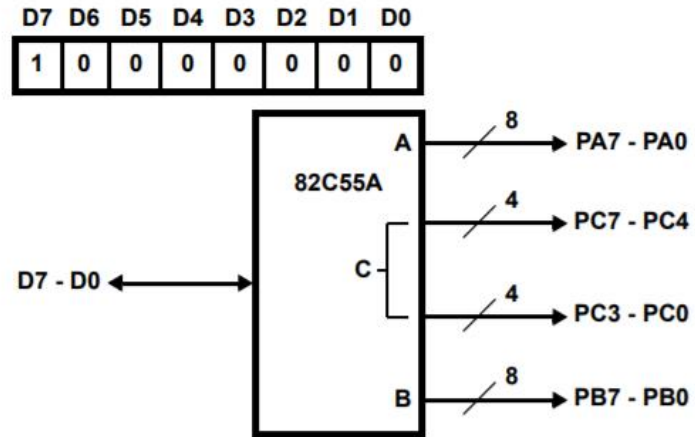 D7 D6 D5 D4 D3 D2 D1 D0
1 0 0 0 0 0 0 0
8
A
PA7 - PA0
82C55A
4
PC7 - PC4
C
D7 - D0
4
PC3 - PC0
8
B
PB7 - PB0